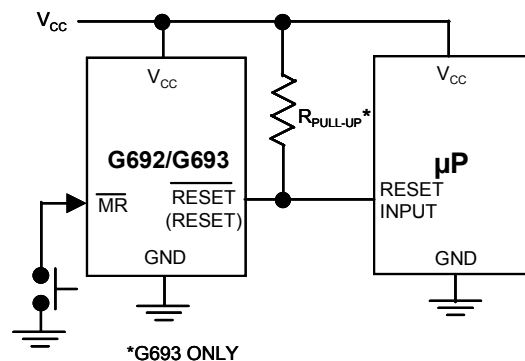 VCC
VCC
G692/G693
MR
RESET
(RESET)
GND
RPULL-UP*
VCC
µP
RESET
INPUT
GND
*G693 ONLY